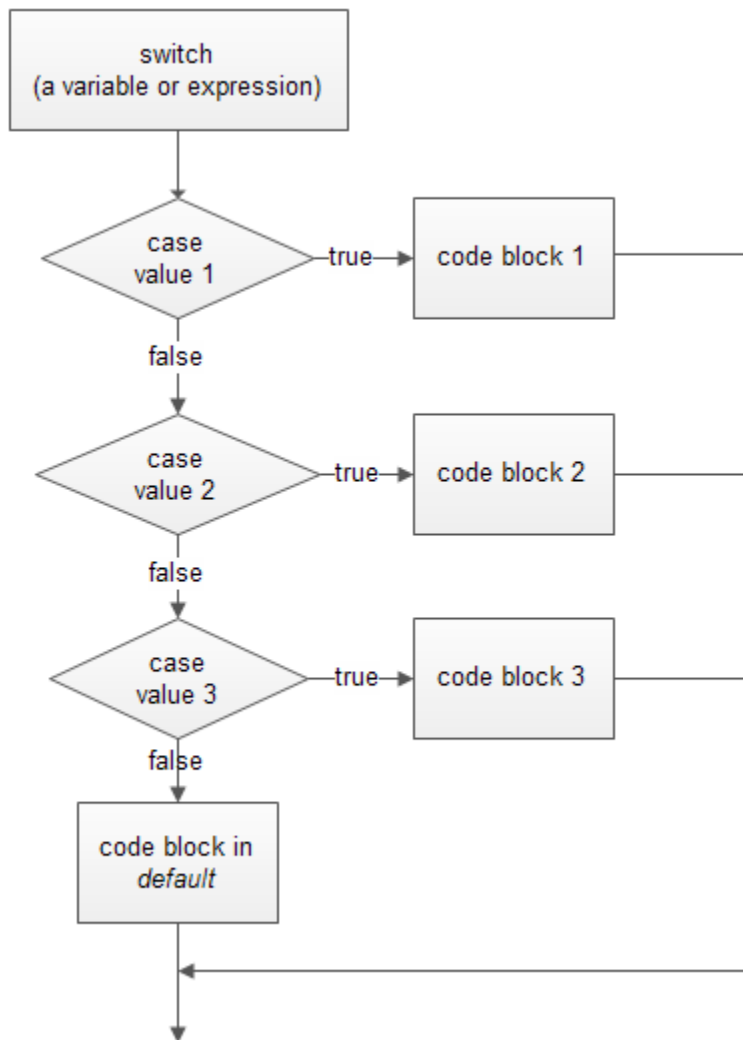 switch
(a variable or expression)
case
value 1
true
code block 1
false
case
value 2
true
code block 2
false
case
value 3
true
code block 3
false
code block in
default